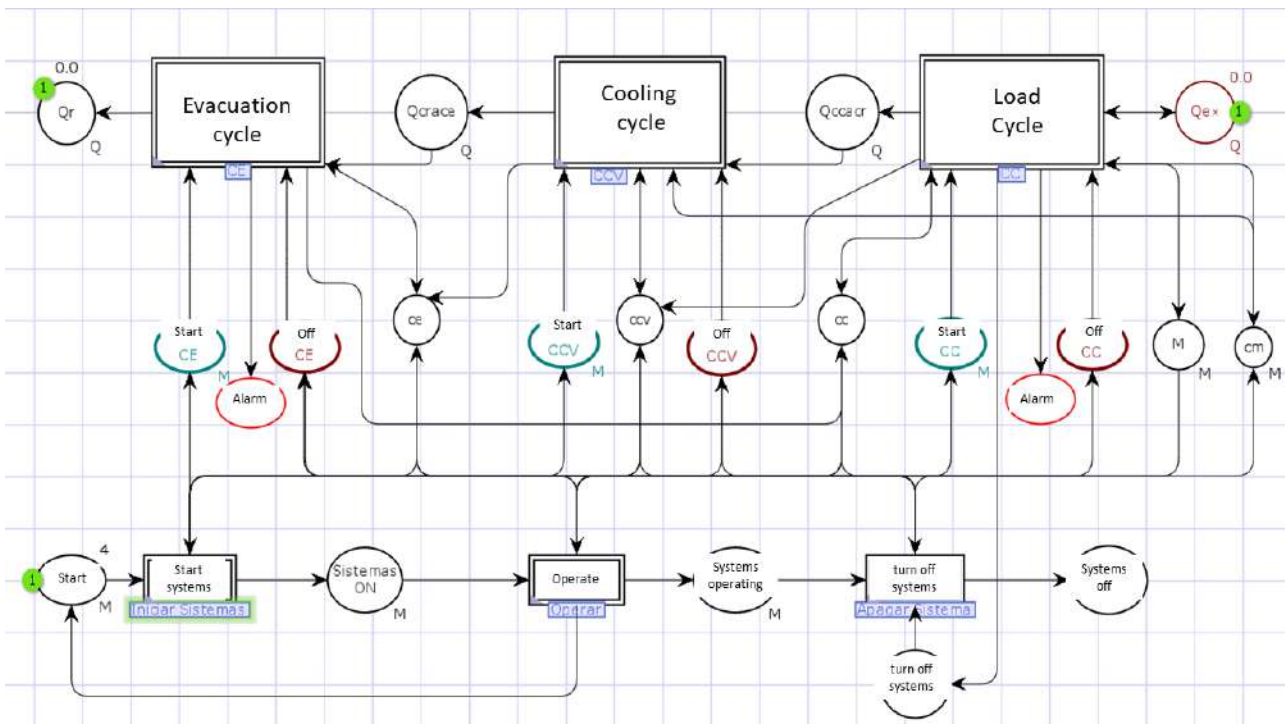 0.0
1
Qr
Q
Evacuation
cycle
CE
Qcrace
Q
Cooling
cycle
CCV
Qccacr
Q
Load
Cycle
CC
0.0
Qex
1
Q
Start
CE
M
Alarm
Off
CE
ce
Start
CCV
M
ccv
Off
CCV
cc
Start
CC
M
Alarm
Off
CC
M
M
cm
M
1
Start
4
M
Start
systems
Iniciar Sistemas
Sistemas
ON
M
Operate
Operar
Systems
operating
M
turn off
systems
Apagar Sistema
Systems
off
turn off
systems